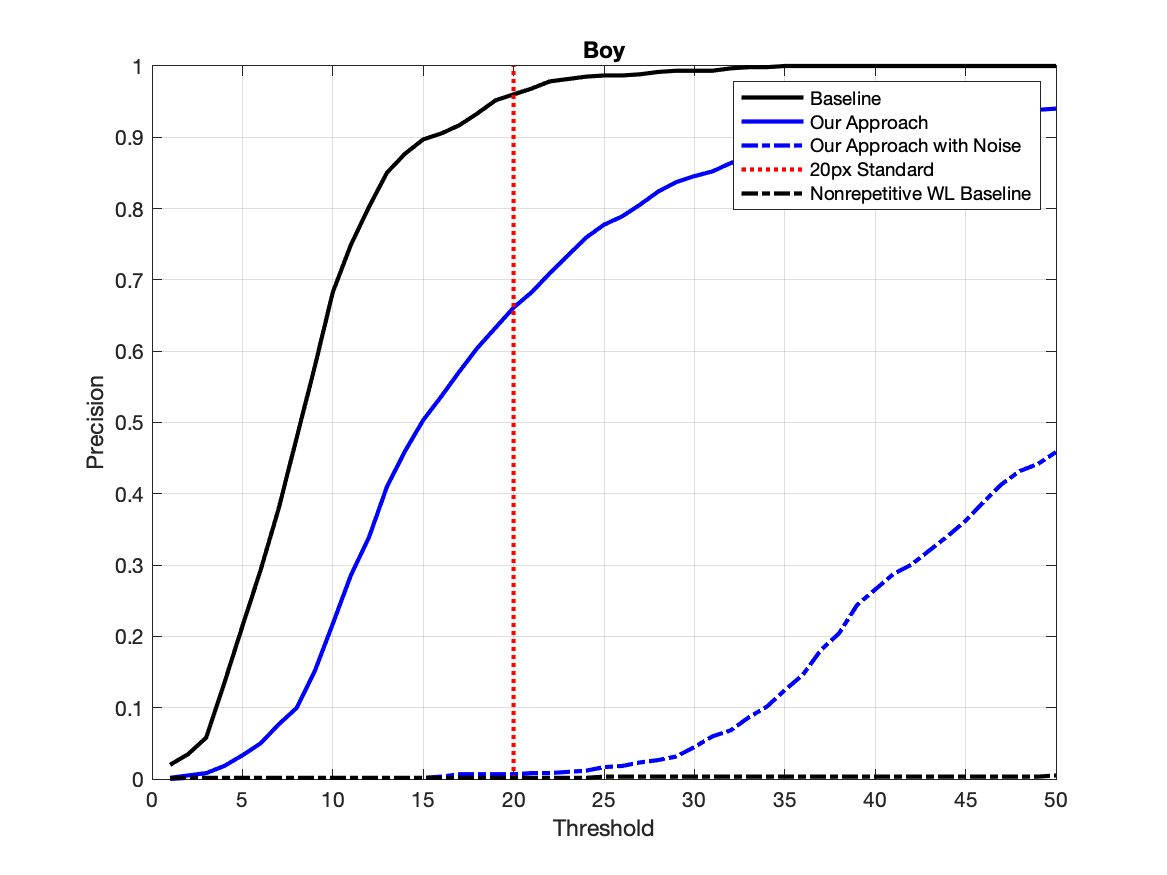 Boy
1
0.9
0.8
0.7
0.6
0.5
0.4
0.3
0.2
0.1
0
Precision
Baseline
Our Approach
Our Approach with Noise
20px Standard
Nonrepetitive WL Baseline
0 5 10 15 20 25 30 35 40 45 50
Threshold